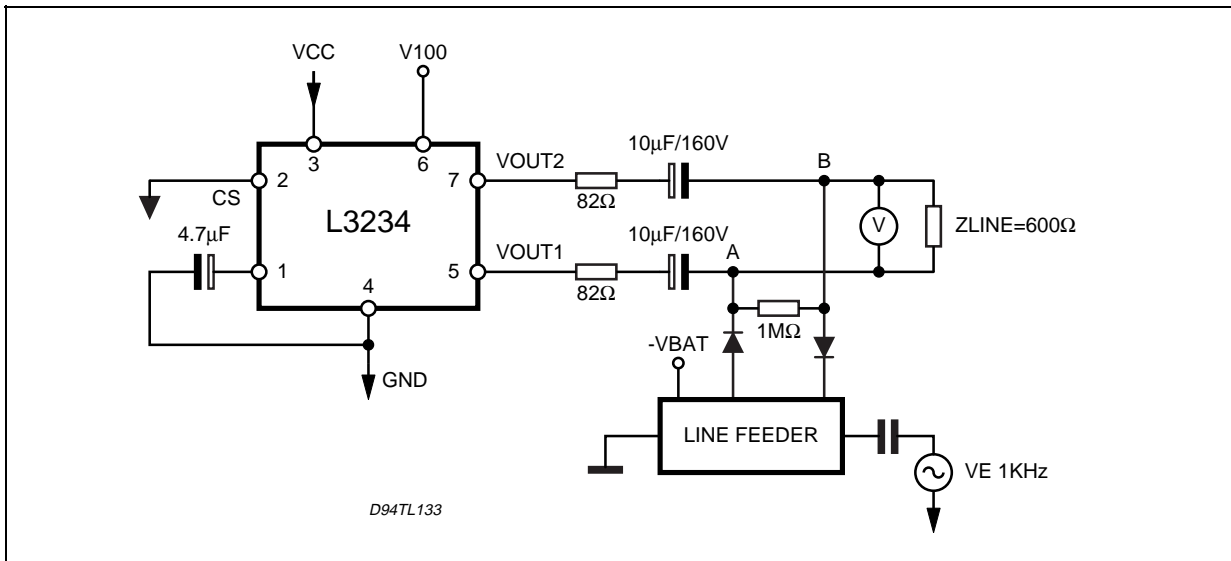 VCC
V100
3
6
10µF/160V
VOUT2
B
2
7
CS
82Ω
L3234
V
ZLINE=600Ω
4.7µF
10µF/160V
VOUT1
A
1
5
4
82Ω
1MΩ
-VBAT
GND
LINE FEEDER
VE 1KHz
D94TL133